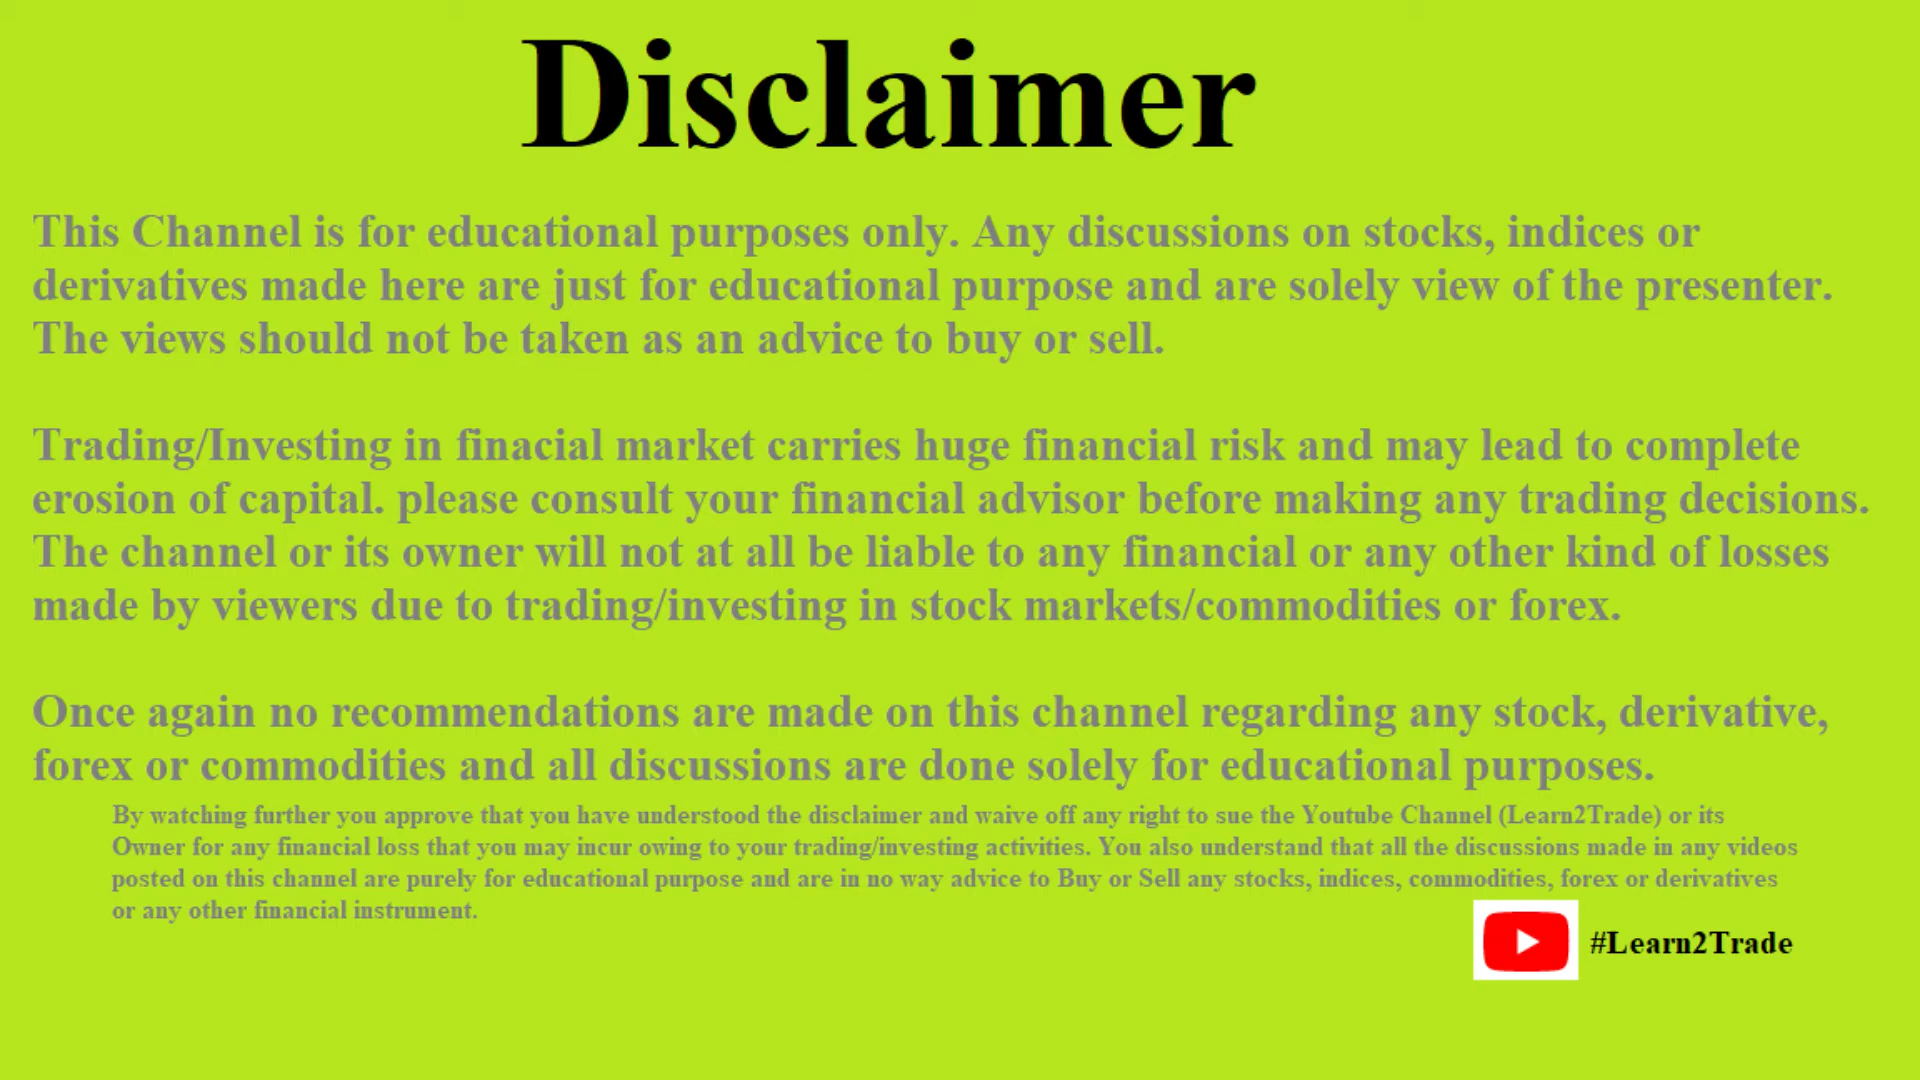 Disclaimer
This Channel is for educational purposes only. Any discussions on stocks, indices or
derivatives made here are just for educational purpose and are solely view of the presenter.
The views should not be taken as an advice to buy or sell.
Trading/Investing in finacial market carries huge financial risk and may lead to complete
erosion of capital. please consult your financial advisor before making any trading decisions.
The channel or its owner will not at all be liable to any financial or any other kind of losses
made by viewers due to trading/investing in stock markets/commodities or forex.
Once again no recommendations are made on this channel regarding any stock, derivative,
forex or commodities and all discussions are done solely for educational purposes.
By watching further you approve that you have understood the disclaimer and waive off any right to sue the Youtube Channel (Learn2Trade) or its
Owner for any financial loss that you may incur owing to your trading/investing activities. You also understand that all the discussions made in any videos
posted on this channel are purely for educational purpose and are in no way advice to Buy or Sell any stocks, indices, commodities, forex or derivatives
or any other financial instrument.
#Learn2Trade